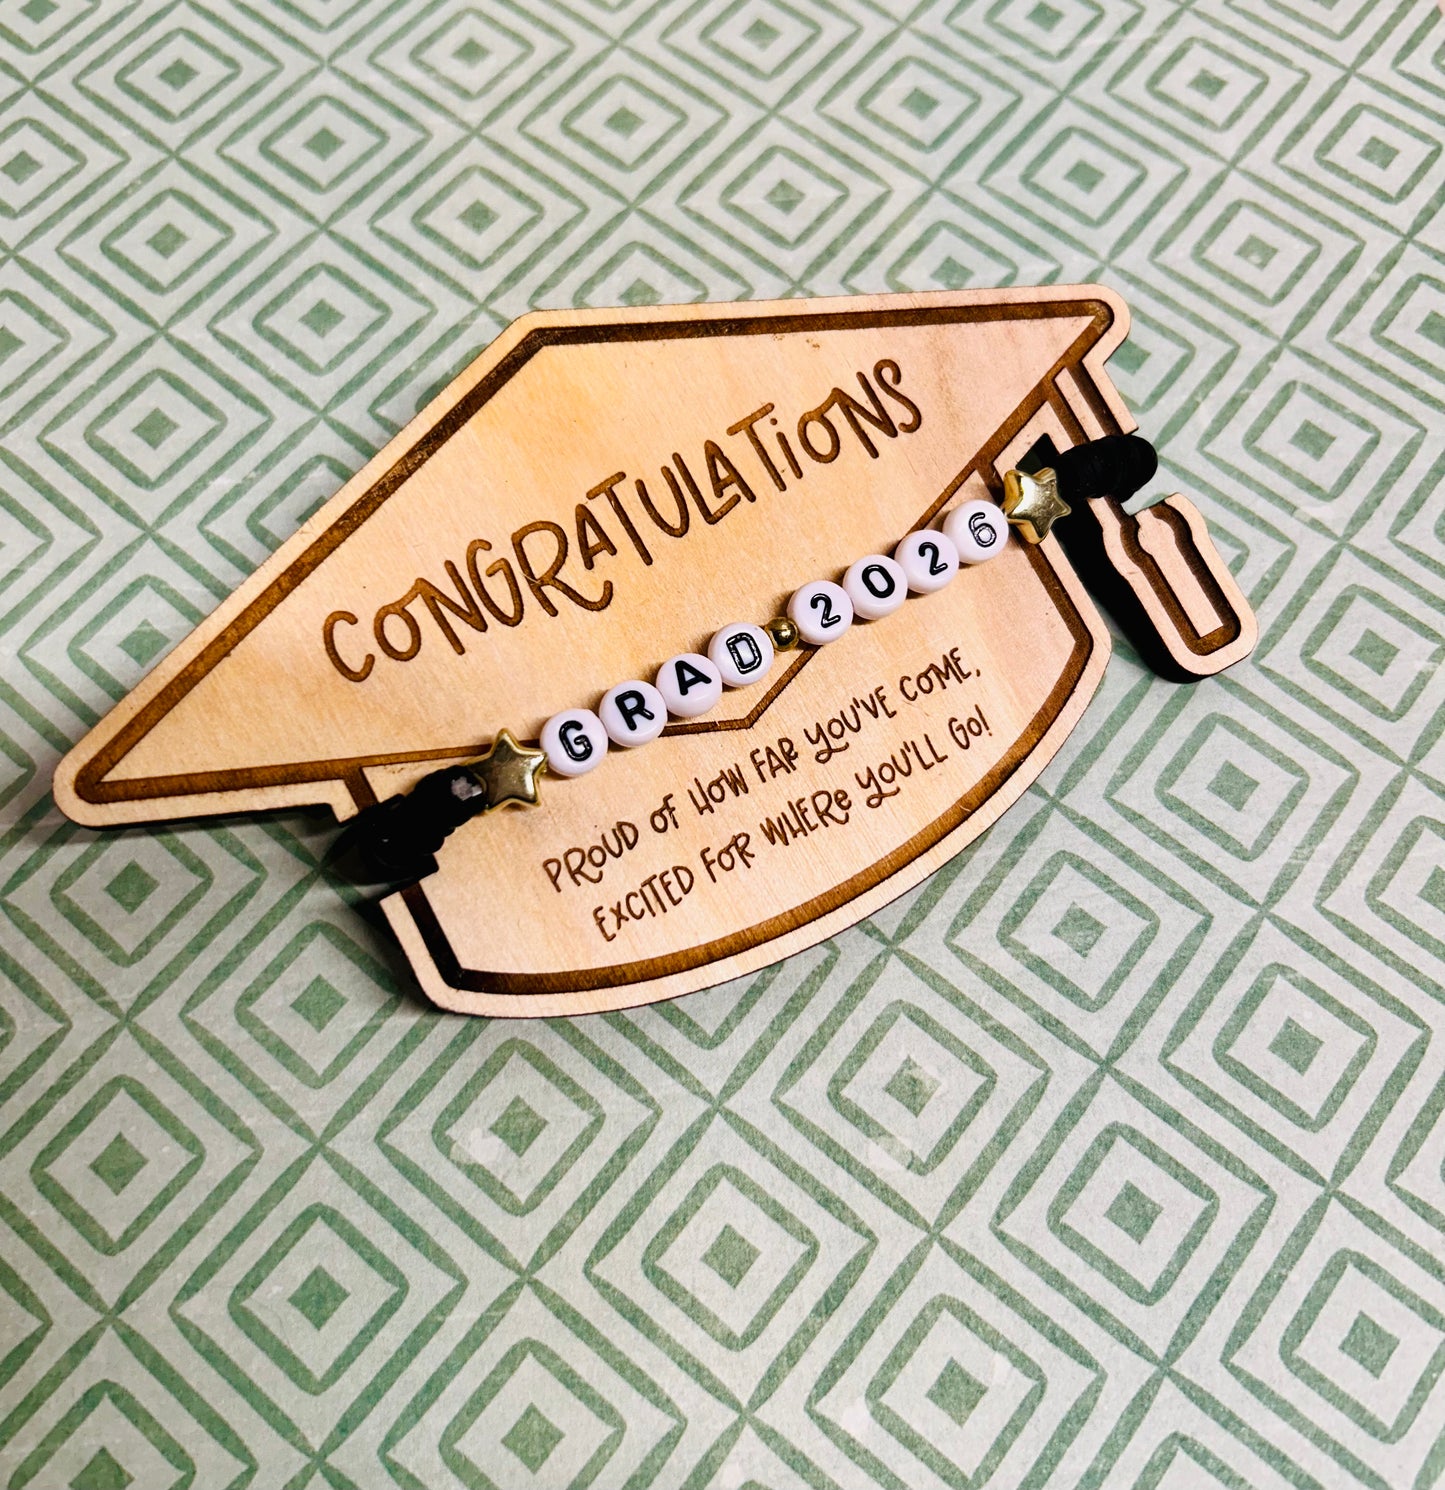 CONGRATULATIONS
GRAD 2026
PROUD OF HOW FAR YOU'VE COME,
EXCITED FOR WHERE YOU'LL GO!